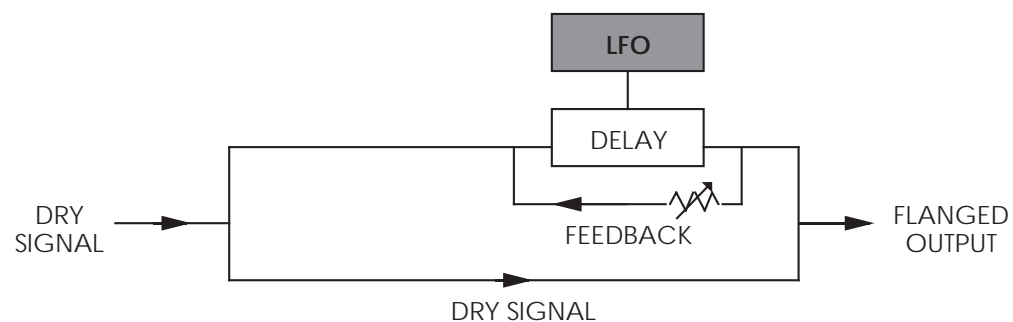 LFO
DELAY
FEEDBACK
DRY
SIGNAL
FLANGED
OUTPUT
DRY SIGNAL